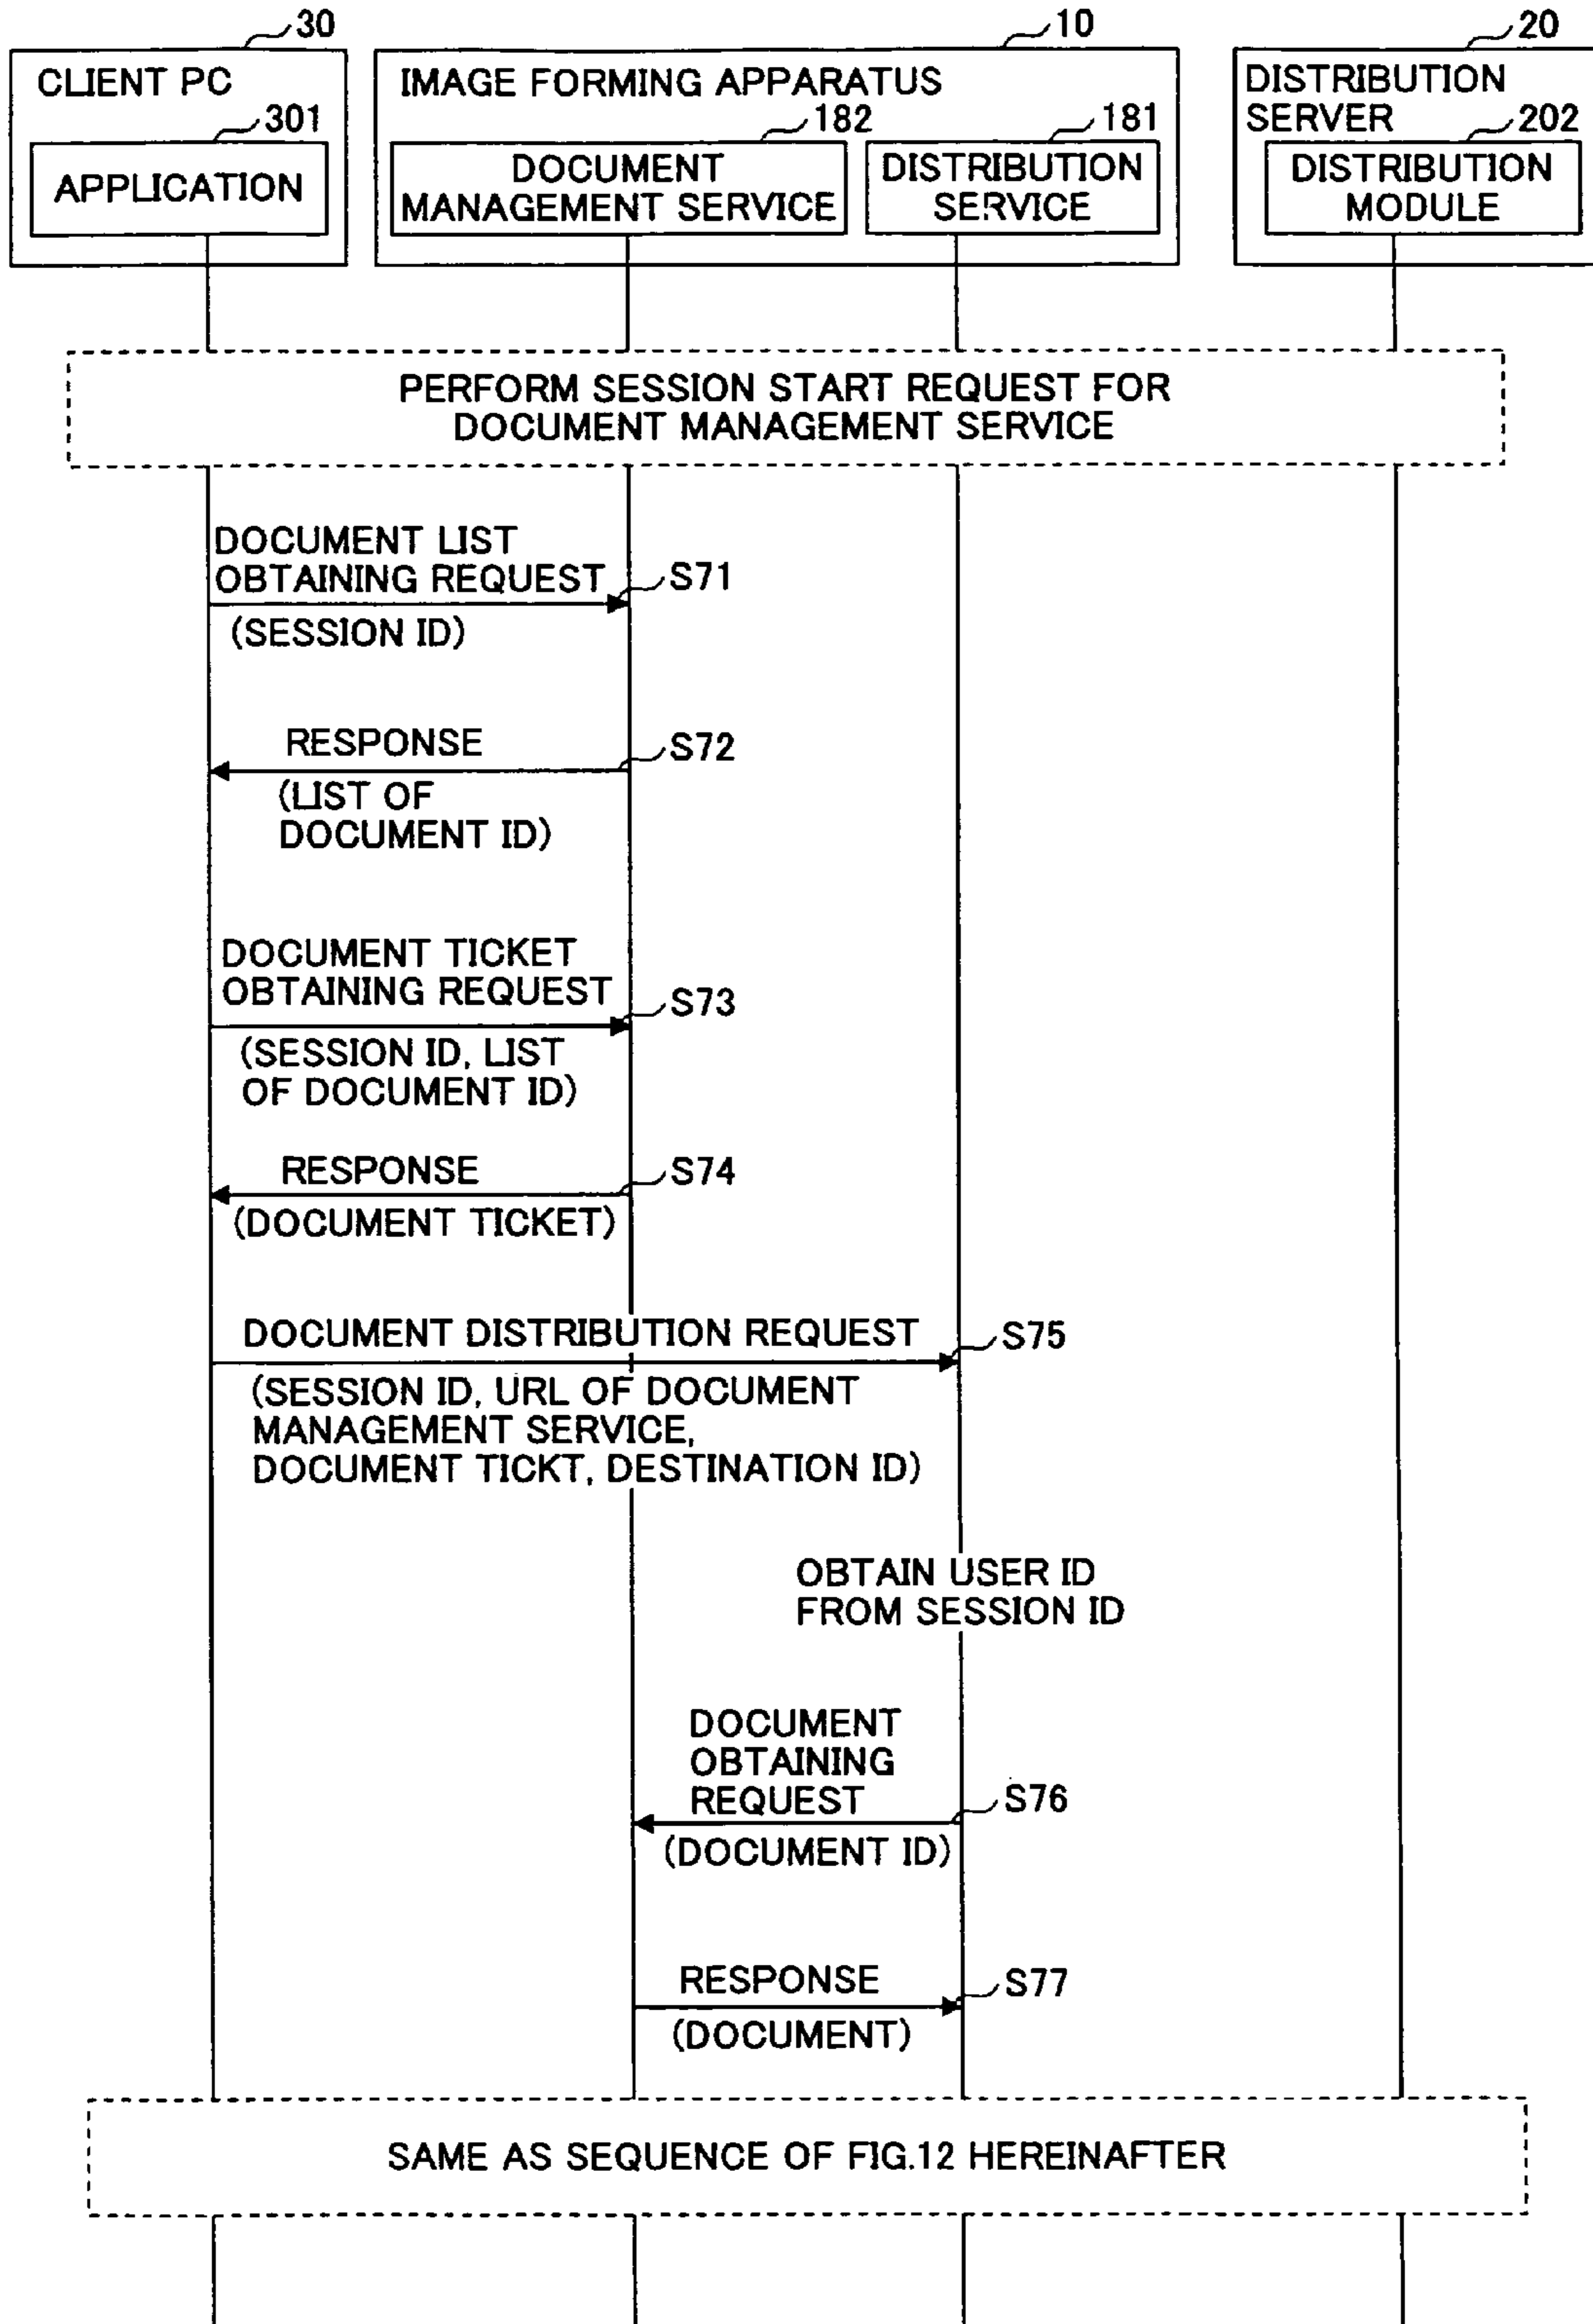 30
10
20
CLIENT PC
IMAGE FORMING APPARATUS
DISTRIBUTION
SERVER
301
182
181
202
APPLICATION
DOCUMENT
MANAGEMENT SERVICE
DISTRIBUTION
SERVICE
DISTRIBUTION
MODULE
PERFORM SESSION START REQUEST FOR
DOCUMENT MANAGEMENT SERVICE
DOCUMENT LIST
OBTAINING REQUEST
S71
(SESSION ID)
RESPONSE
S72
(LIST OF
DOCUMENT ID)
DOCUMENT TICKET
OBTAINING REQUEST
S73
(SESSION ID, LIST
OF DOCUMENT ID)
RESPONSE
S74
(DOCUMENT TICKET)
DOCUMENT DISTRIBUTION REQUEST
S75
(SESSION ID, URL OF DOCUMENT
MANAGEMENT SERVICE,
DOCUMENT TICKT, DESTINATION ID)
OBTAIN USER ID
FROM SESSION ID
DOCUMENT
OBTAINING
REQUEST
S76
(DOCUMENT ID)
RESPONSE
S77
(DOCUMENT)
SAME AS SEQUENCE OF FIG.12 HEREINAFTER